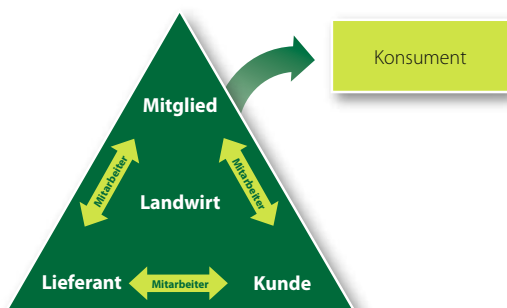 Konsument
Mitglied
Mitarbeiter
Mitarbeiter
Landwirt
Lieferant
Mitarbeiter
Kunde